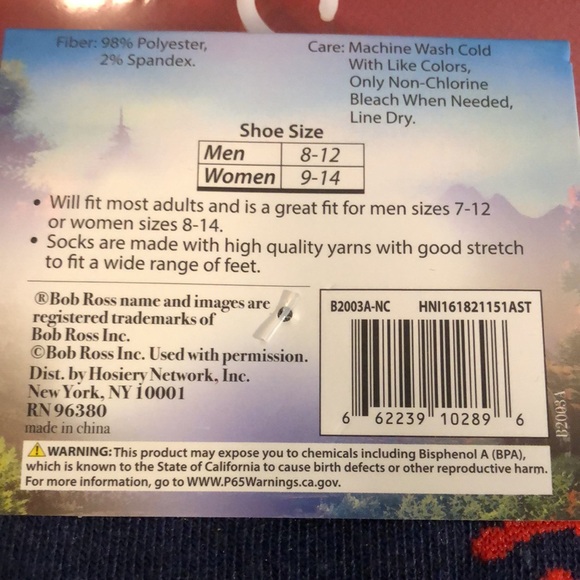 Fiber: 98% Polyester,
2% Spandex.
Care: Machine Wash Cold
With Like Colors,
Only Non-Chlorine
Bleach When Needed,
Line Dry.
Shoe Size
Men 8-12
Women 9-14
• Will fit most adults and is a great fit for men sizes 7-12
or women sizes 8-14.
• Socks are made with high quality yarns with good stretch
to fit a wide range of feet.
®Bob Ross name and images are
registered trademarks of
Bob Ross Inc.
©Bob Ross Inc. Used with permission.
Dist. by Hosiery Network, Inc.
New York, NY 10001
RN 96380
made in china
B2003A-NC HNI161821151AST
6 62239 10289 6
B2003A
⚠WARNING: This product may expose you to chemicals including Bisphenol A (BPA),
which is known to the State of California to cause birth defects or other reproductive harm.
For more information, go to WWW.P65Warnings.ca.gov.